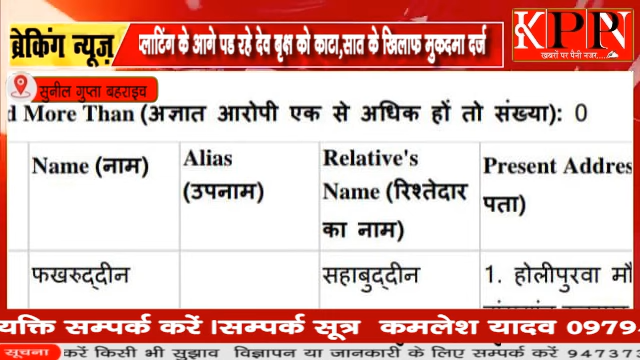 ब्रेकिंग न्यूज़
प्लाटिंग के आगे पड रहे देव बृक्ष को काटा,सात के खिलाफ मुकदमा दर्ज
KPN
खबरों पर पैनी नजर....
सुनील गुप्ता बहराइच
d More Than (अज्ञात आरोपी एक से अधिक हों तो संख्या): 0
Name (नाम)
Alias (उपनाम)
Relative's Name (रिश्तेदार का नाम)
Present Addres
पता)
फखरुद्दीन
सहाबुद्दीन
1. होलीपुरवा मौ
यक्ति सम्पर्क करें।सम्पर्क सूत्र कमलेश यादव 0979
सूचना
करें किसी भी सुझाव विज्ञापन या जानकारी के लिए सम्पर्क करें 94737